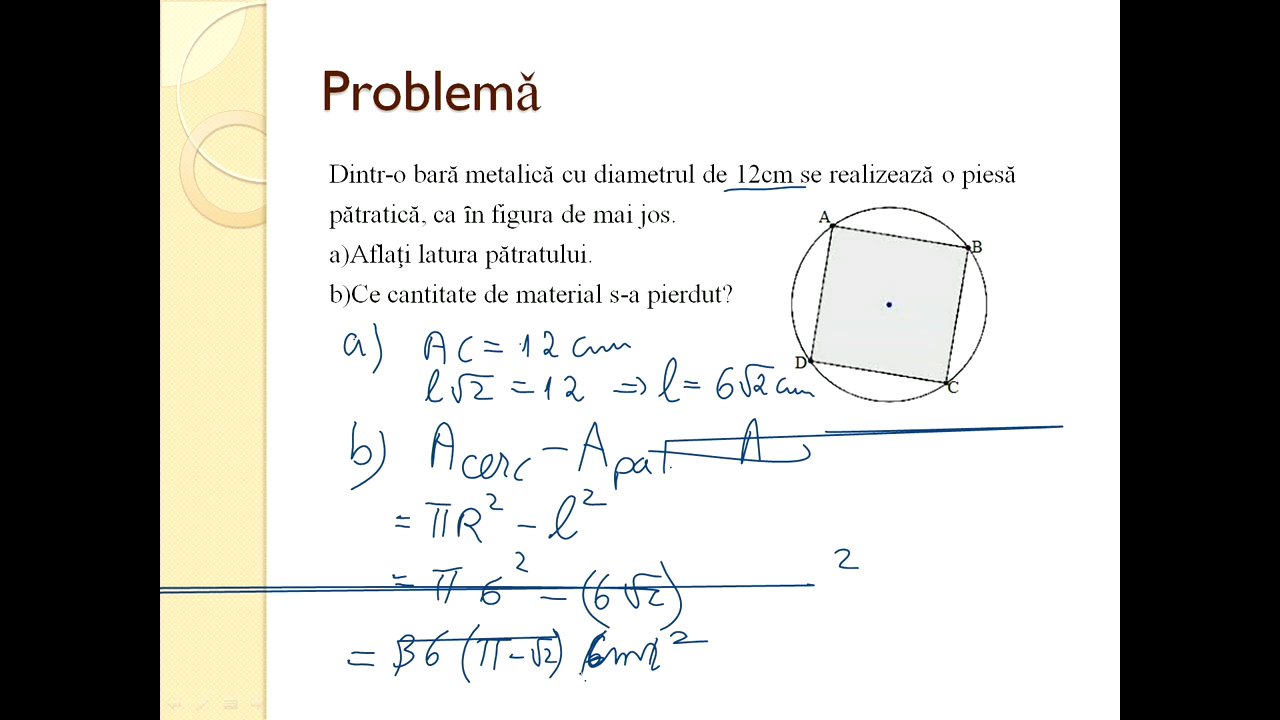 Problemă
Dintr-o bară metalică cu diametrul de 12cm se realizează o piesă
pătratică, ca în figura de mai jos.
a)Aflați latura pătratului.
b)Ce cantitate de material s-a pierdut?
A
B
D
C
a) AC = 12 cm
l√2 = 12 => l = 6√2 cm
b) Acerc - Apat. A
= πR² - l²
= π 6² - (6√2) 2
= 36 (π - √2) cm²